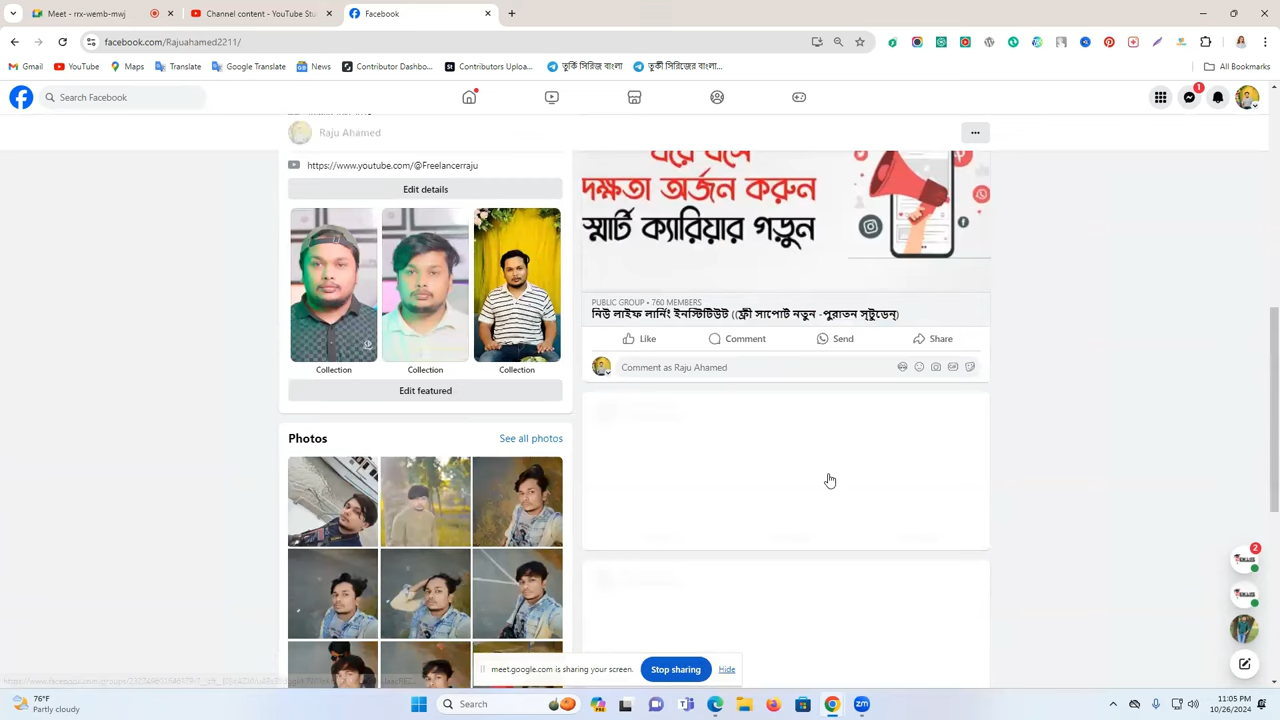 Meet - rrx-wemb-mwj
Channel content - YouTube Stu
Facebook
facebook.com/Rajuahamed2211/
Gmail
YouTube
Maps
Translate
Google Translate
News
Contributor Dashbo...
Contributors Uploa...
তুর্কি সিরিজ বাংলা
তুর্কী সিরিজের বাংলা...
All Bookmarks
Search Facebook
1
Raju Ahamed
https://www.youtube.com/@Freelancerraju
Edit details
Collection
Collection
Collection
Edit featured
Photos
See all photos
ঘরে বসে
দক্ষতা অর্জন করুন
স্মার্ট ক্যারিয়ার গড়ুন
PUBLIC GROUP • 760 MEMBERS
নিউ লাইফ লার্নিং ইনস্টিটিউট ((ফ্রী সাপোর্ট নতুন -পুরাতন স্টুডেন্ট)
Like
Comment
Send
Share
Comment as Raju Ahamed
2
meet.google.com is sharing your screen.
Stop sharing
Hide
76°F
Partly cloudy
Search
11:05 PM
10/26/2024